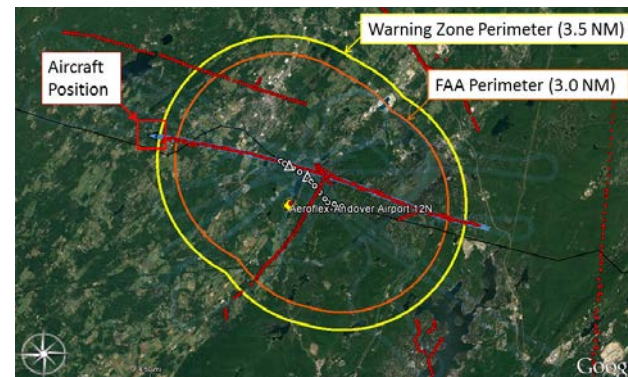 Warning Zone Perimeter (3.5 NM)
Aircraft
Position
FAA Perimeter (3.0 NM)
Aeroflex-Andover Airport 12N
Goog